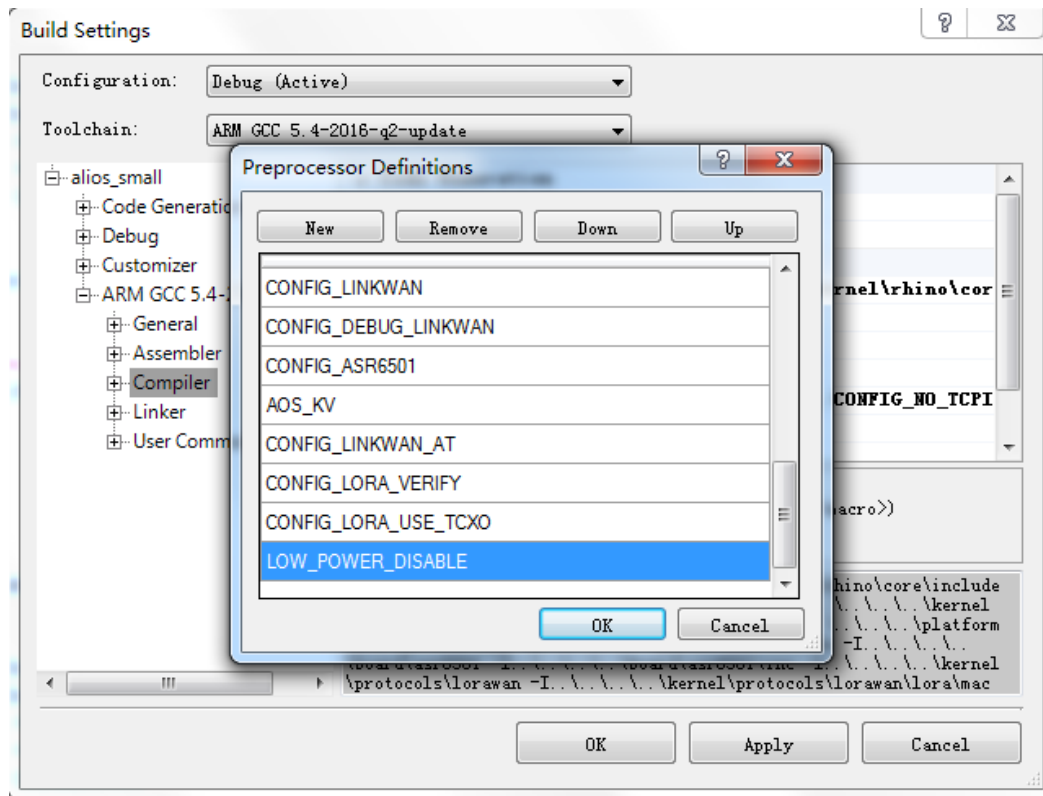 Build Settings
Configuration:
Debug (Active)
Toolchain:
ARM GCC 5.4-2016-q2-update
Preprocessor Definitions
alios_small
Code Generatio
Debug
Customizer
ARM GCC 5.4-
General
Assembler
Compiler
Linker
User Comm
New
Remove
Down
Up
CONFIG_LINKWAN
CONFIG_DEBUG_LINKWAN
CONFIG_ASR6501
AOS_KV
CONFIG_LINKWAN_AT
CONFIG_LORA_VERIFY
CONFIG_LORA_USE_TCXO
LOW_POWER_DISABLE
OK
Cancel
rnel\rhino\cor
CONFIG_NO_TCPI
acro>)
hino\core\include
\..\..\..\kernel
..\..\..\platform
-I..\..\..\..
\..\..\..\kernel
\protocols\lorawan -I..\..\..\..\kernel\protocols\lorawan\lora\mac
OK
Apply
Cancel